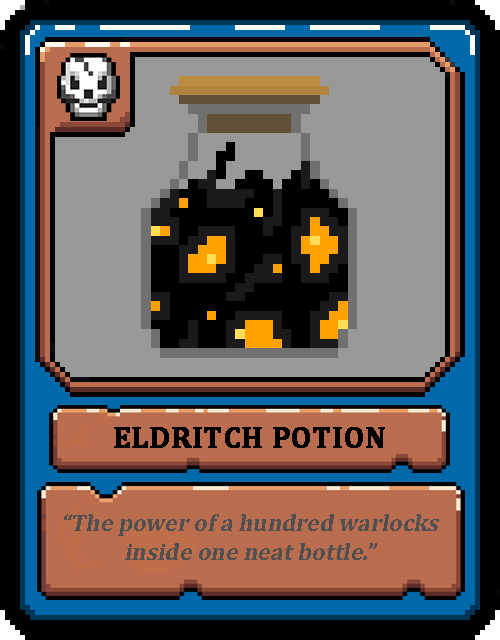 ELDRITCH POTION
“The power of a hundred warlocks
inside one neat bottle.”